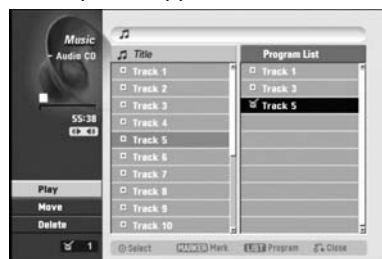 Music
- Audio CD
55:38
Play
Move
Delete
1
Title
Track 1
Track 2
Track 3
Track 4
Track 5
Track 6
Track 7
Track 8
Track 9
Track 10
Program List
Track 1
Track 3
Track 5
Select
MARKER Mark
LIST Program
Close